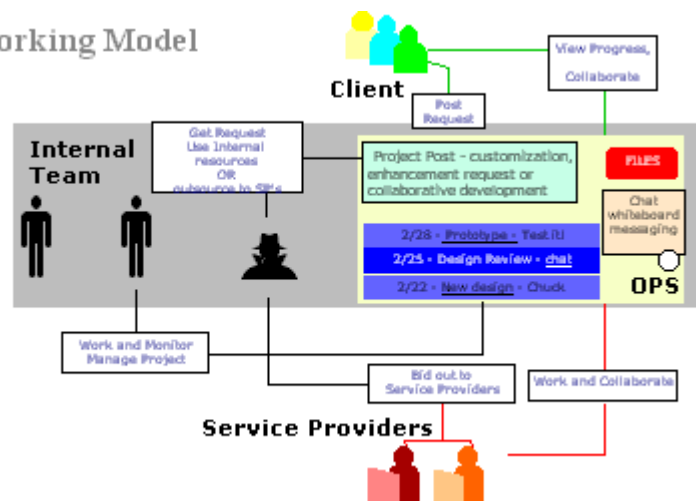 orking Model
View Progress,
Collaborate
Client
Post
Request
Get Request
Use Internal
resources
OR
outsource to SP's
Internal
Team
Project Post - customization,
enhancement request or
collaborative development
FILES
Chat
whiteboard
messaging
2/28 - Prototype - Test it!
2/25 - Design Review - chat
2/22 - New design - Chuck
OPS
Work and Monitor
Manage Project
Bid out to
Service Providers
Work and Collaborate
Service Providers